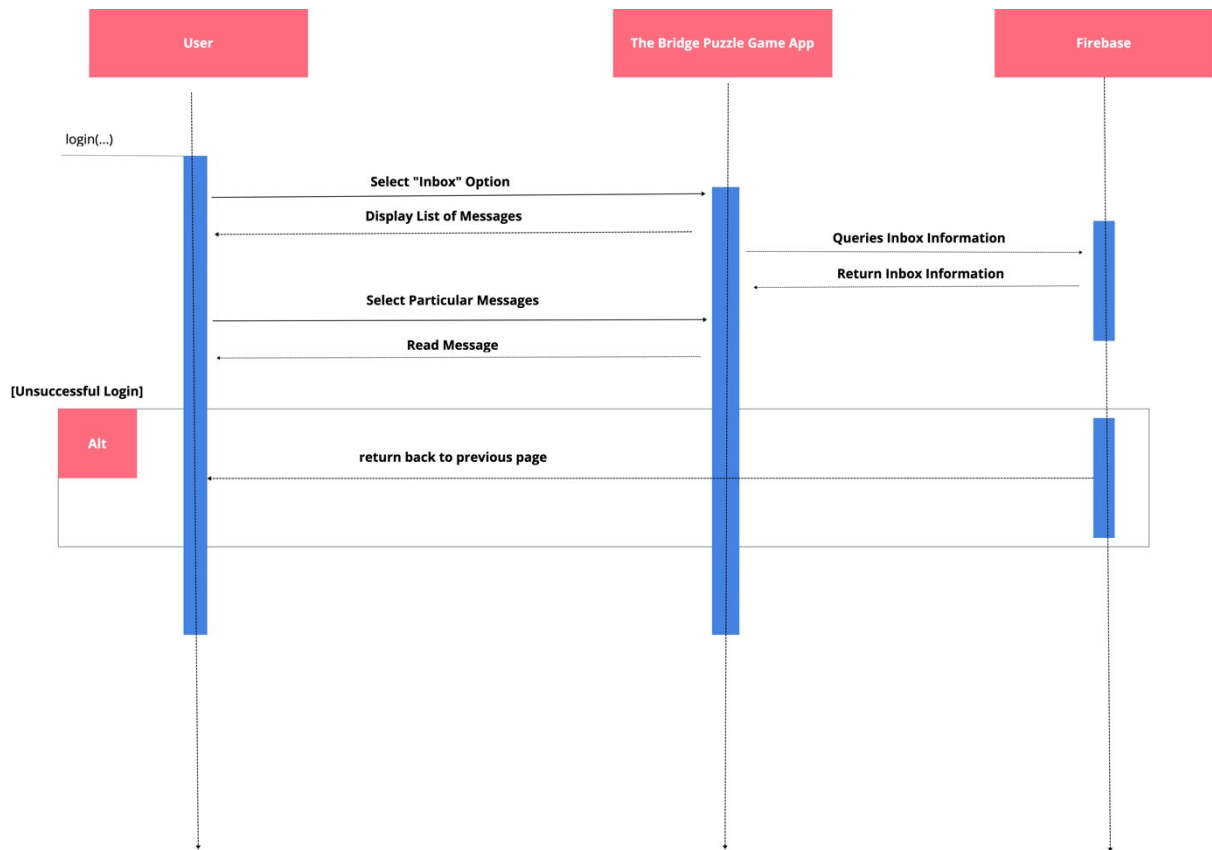 User
The Bridge Puzzle Game App
Firebase
login(...)
Select "Inbox" Option
Display List of Messages
Queries Inbox Information
Return Inbox Information
Select Particular Messages
Read Message
[Unsuccessful Login]
Alt
return back to previous page